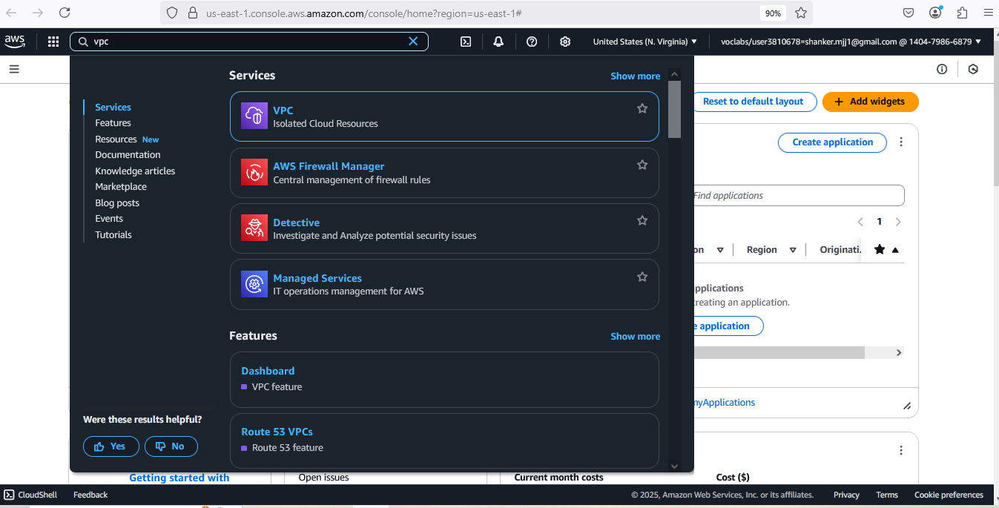 us-east-1.console.aws.amazon.com/console/home?region=us-east-1#
90%
aws
vpc
United States (N. Virginia)
voclabs/user3810678=shanker.mjj1@gmail.com @ 1404-7986-6879
Services
Features
Resources New
Documentation
Knowledge articles
Marketplace
Blog posts
Events
Tutorials
Were these results helpful?
Yes
No
Services
Show more
VPC
Isolated Cloud Resources
AWS Firewall Manager
Central management of firewall rules
Detective
Investigate and Analyze potential security issues
Managed Services
IT operations management for AWS
Features
Show more
Dashboard
VPC feature
Route 53 VPCs
Route 53 feature
Reset to default layout
+ Add widgets
Create application
Find applications
1
on
Region
Originati.
pplications
creating an application.
e application
myApplications
Getting started with
Open issues
Current month costs
Cost ($)
CloudShell
Feedback
© 2025, Amazon Web Services, Inc. or its affiliates.
Privacy
Terms
Cookie preferences